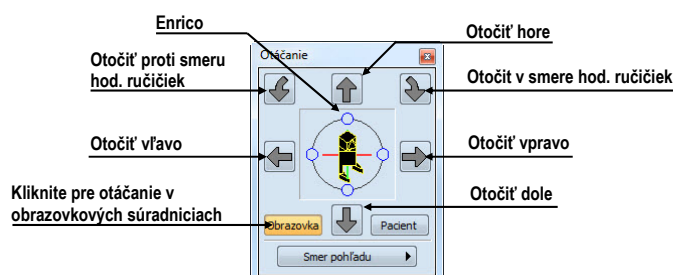 Enrico
Otočiť hore
Otáčanie
Otočiť proti smeru
hod. ručičiek
Otočit v smere hod. ručičiek
Otočiť vľavo
Otočiť vpravo
Kliknite pre otáčanie v
obrazovkových súradniciach
Otočiť dole
Obrazovka
Pacient
Smer pohľadu